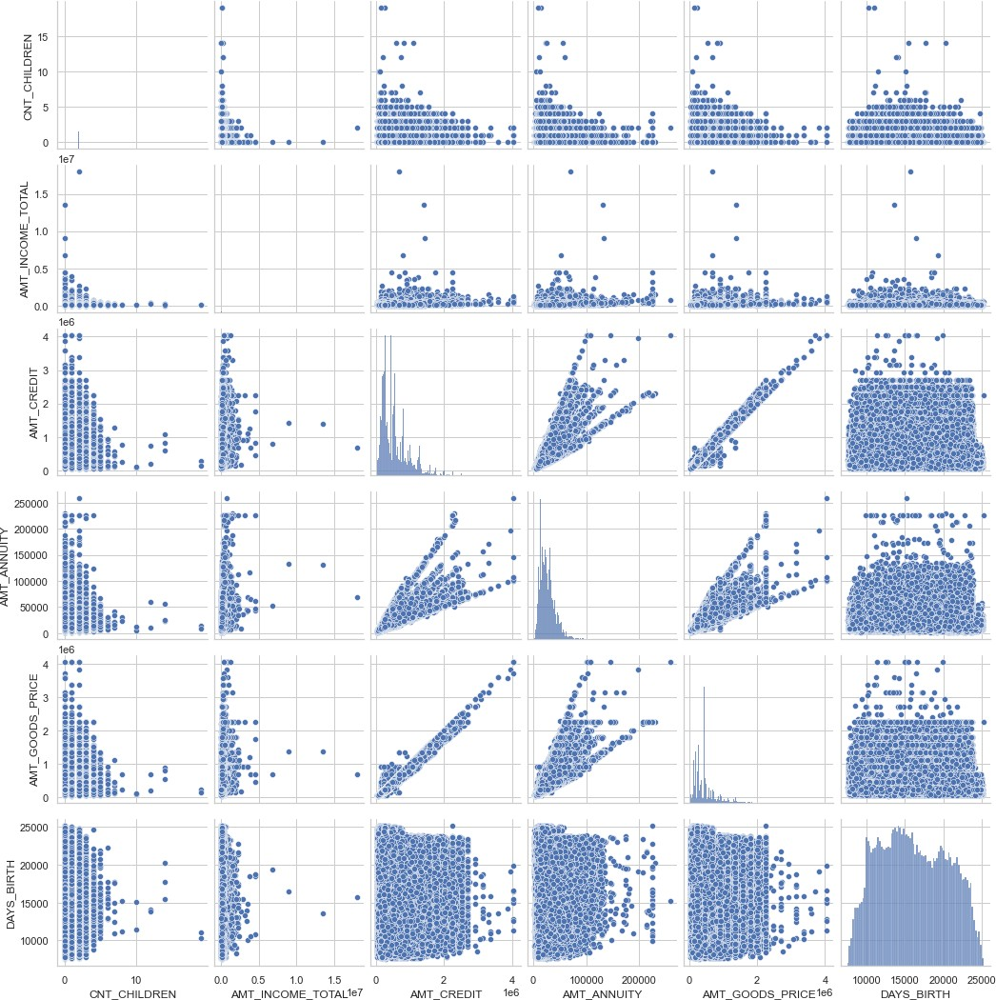 15
10
5
0
CNT_CHILDREN
1e7
1.5
1.0
0.5
0.0
AMT_INCOME_TOTAL
1e6
4
3
2
1
0
AMT_CREDIT
250000
200000
150000
100000
50000
0
AMT_ANNUITY
1e6
4
3
2
1
0
AMT_GOODS_PRICE
25000
20000
15000
10000
DAYS_BIRTH
0 10 0.0 0.5 1.0 1.5 0 2 4 0 100000 200000 0 2 4 10000 15000 20000 25000
CNT_CHILDREN AMT_INCOME_TOTAL 1e7 AMT_CREDIT 1e6 AMT_ANNUITY AMT_GOODS_PRICE 1e6 DAYS_BIRTH